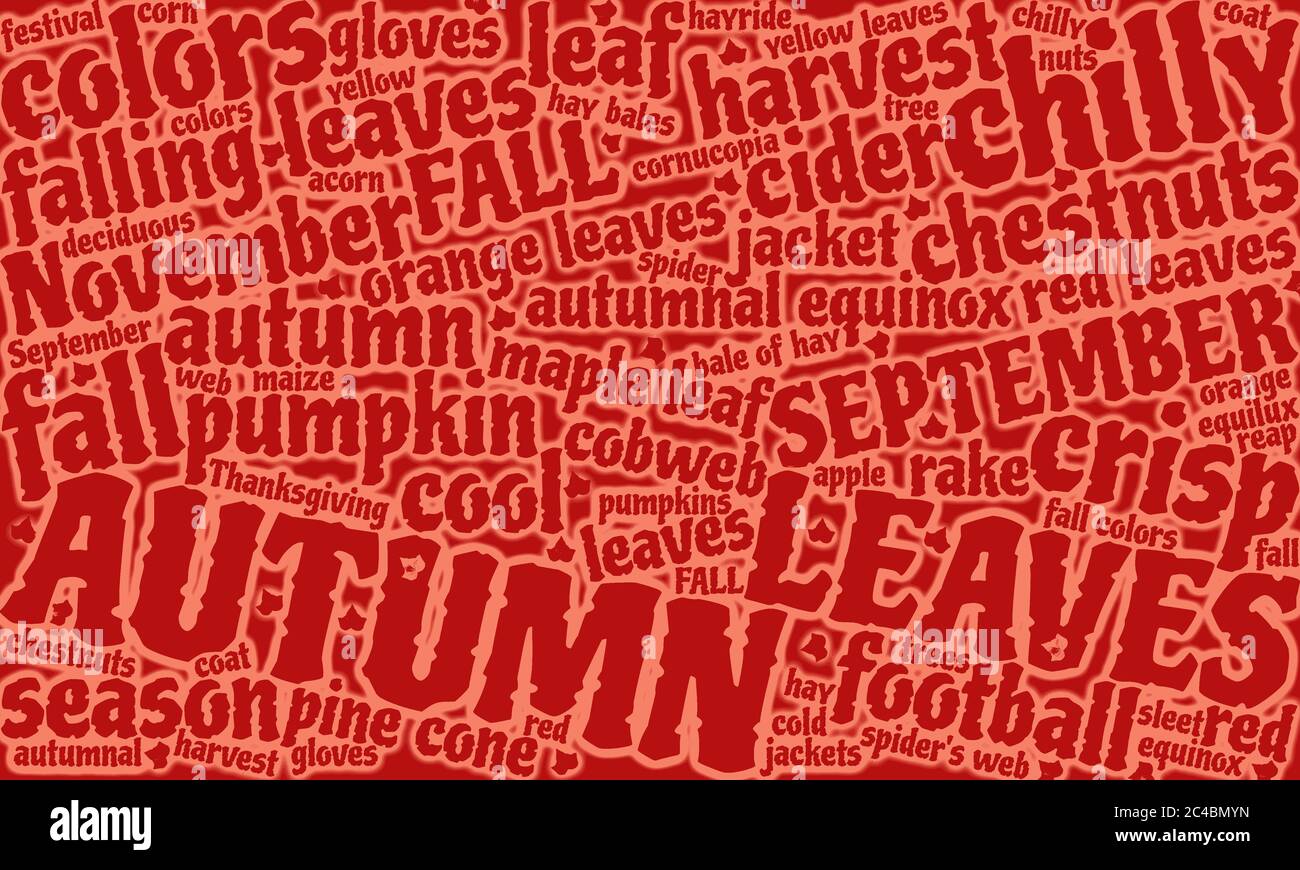 festival
corn
colors
gloves
leaf
hayride
yellow leaves
chilly
coat
nuts
yellow
colors
leaves
hay bales
harvest
tree
chilly
falling
acorn
FALL
cornucopia
cider
deciduous
November
orange leaves
spider
jacket
chestnuts
September
autumn
autumnal equinox
red leaves
fall
web
maize
maple leaf
bale of hay
SEPTEMBER
orange
equilux
reap
pumpkin
cobweb
apple
rake
crisp
Thanksgiving
cool
pumpkins
leaves
FALL
fall colors
fall
AUTUMN LEAVES
chestnuts
coat
trees
season
pine cone
red
hay
football
cold
jackets
spider's web
sleet
red
equinox
autumnal
harvest
gloves
alamy
alamy
Image ID: 2C4BMYN
www.alamy.com